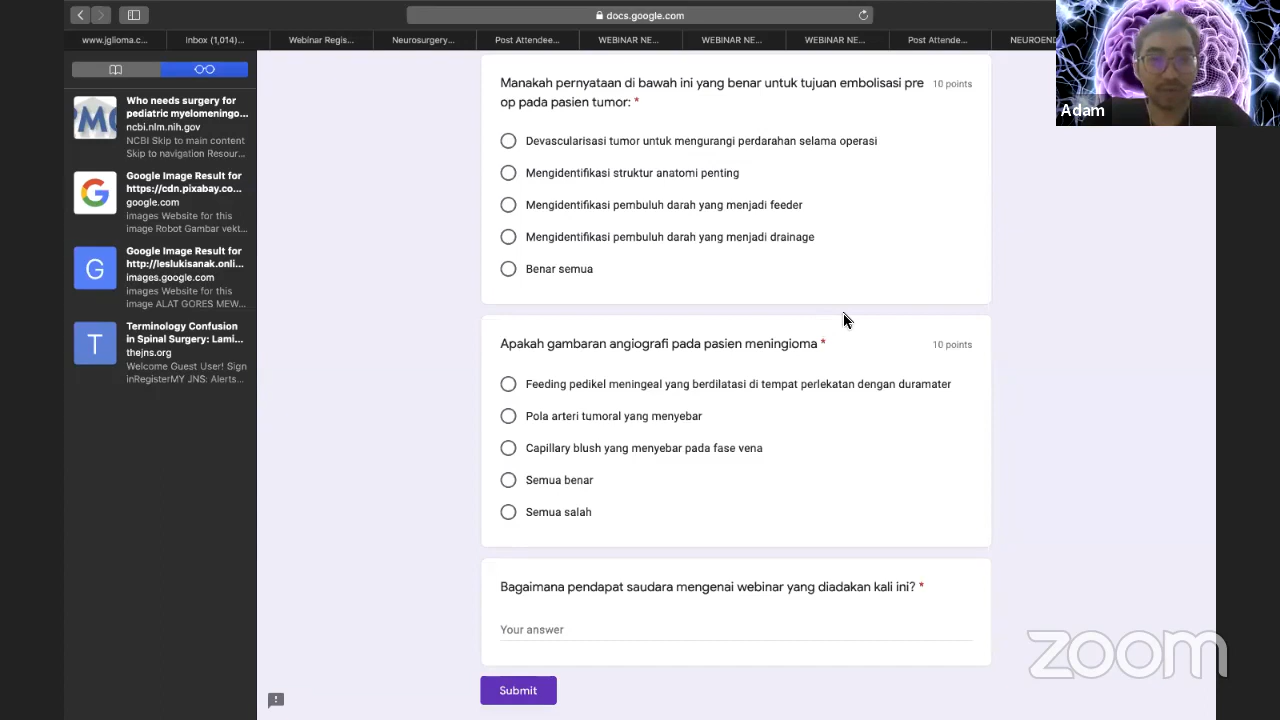 docs.google.com
www.jglioma.c...
Inbox (1,014)...
Webinar Regis...
Neurosurgery...
Post Attendee...
WEBINAR NE...
WEBINAR NE...
WEBINAR NE...
Post Attende...
NEUROEND
Who needs surgery for
pediatric myelomeningo...
ncbi.nlm.nih.gov
NCBI Skip to main content
Skip to navigation Resour...
Google Image Result for
https://cdn.pixabay.co...
google.com
images Website for this
image Robot Gambar vekt...
G
Google Image Result for
http://leslukisanak.onli...
images.google.com
images Website for this
image ALAT GORES MEW...
T
Terminology Confusion
in Spinal Surgery: Lami...
thejns.org
Welcome Guest User! Sign
inRegisterMY JNS: Alerts...
Manakah pernyataan di bawah ini yang benar untuk tujuan embolisasi pre
op pada pasien tumor: *
10 points
Devascularisasi tumor untuk mengurangi perdarahan selama operasi
Mengidentifikasi struktur anatomi penting
Mengidentifikasi pembuluh darah yang menjadi feeder
Mengidentifikasi pembuluh darah yang menjadi drainage
Benar semua
Apakah gambaran angiografi pada pasien meningioma *
10 points
Feeding pedikel meningeal yang berdilatasi di tempat perlekatan dengan duramater
Pola arteri tumoral yang menyebar
Capillary blush yang menyebar pada fase vena
Semua benar
Semua salah
Bagaimana pendapat saudara mengenai webinar yang diadakan kali ini? *
Your answer
Submit
Adam
zoom